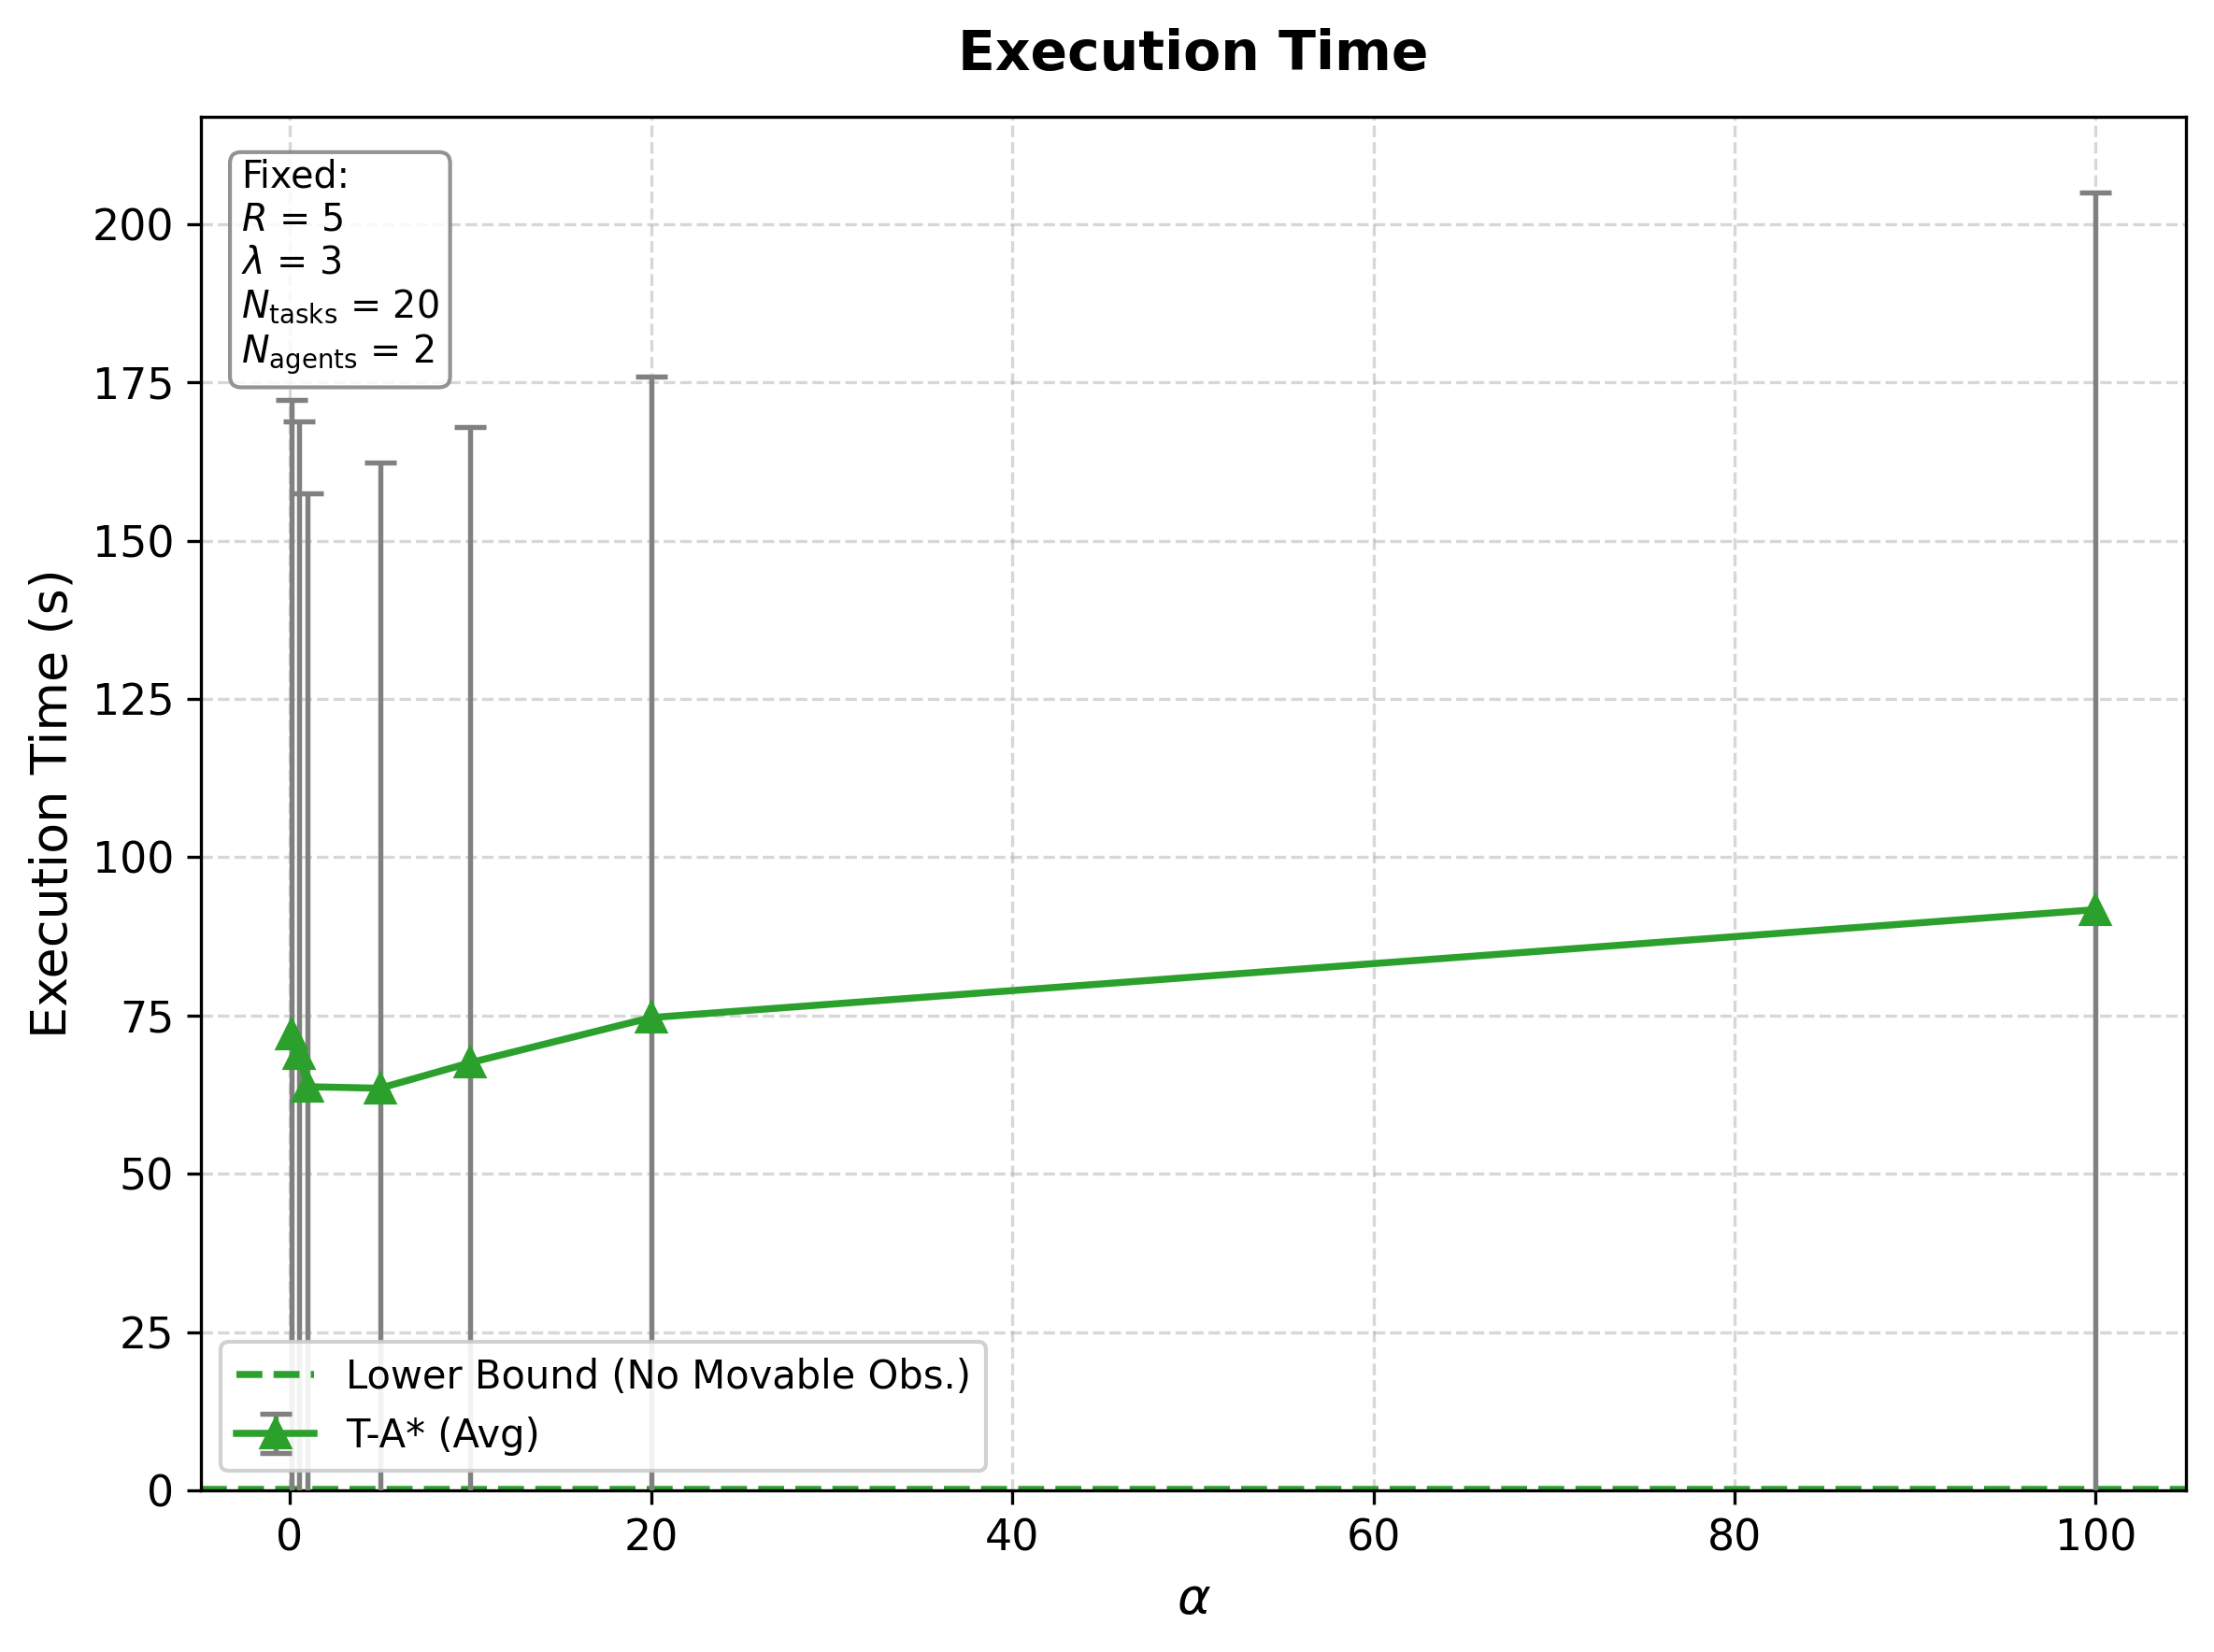 Execution Time
Fixed:
R = 5
λ = 3
N_tasks = 20
N_agents = 2
Execution Time (s)
200
175
150
125
100
75
50
25
0
Lower Bound (No Movable Obs.)
T-A* (Avg)
0 20 40 60 80 100
α